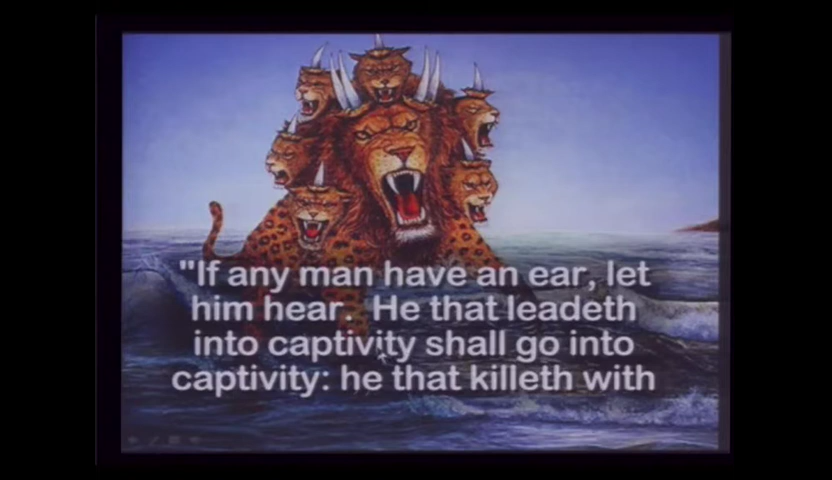 "If any man have an ear, let
him hear. He that leadeth
into captivity shall go into
captivity: he that killeth with